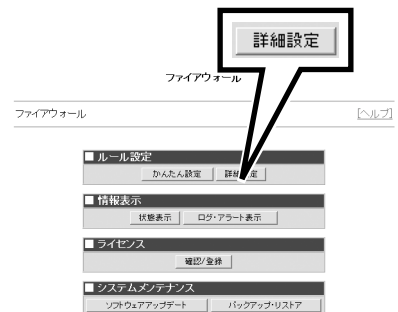 詳細設定
ファイアウォール
ファイアウォール [ヘルプ]
■ ルール設定
かんたん設定 詳細設定
■ 情報表示
状態表示 ログ・アラート表示
■ ライセンス
確認/登録
■ システムメンテナンス
ソフトウェアアップデート バックアップ・リストア